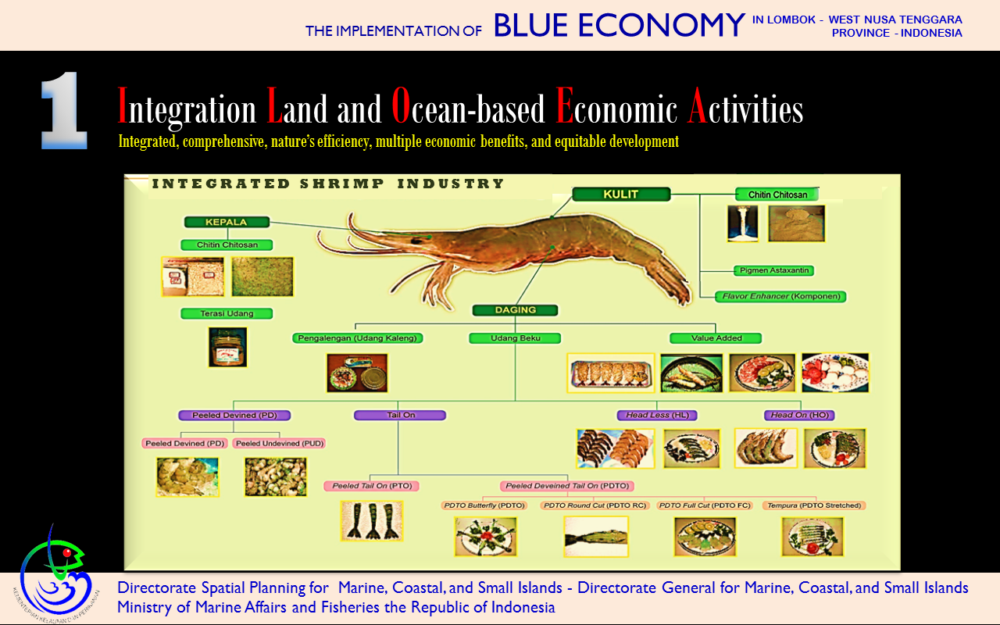 THE IMPLEMENTATION OF BLUE ECONOMY IN LOMBOK - WEST NUSA TENGGARA
PROVINCE - INDONESIA
1
Integration Land and Ocean-based Economic Activities
Integrated, comprehensive, nature's efficiency, multiple economic benefits, and equitable development
INTEGRATED SHRIMP INDUSTRY
KULIT
Chitin Chitosan
KEPALA
Chitin Chitosan
Pigmen Astaxantin
Flavor Enhancer (Komponen)
Terasi Udang
DAGING
Pengalengan (Udang Kaleng)
Udang Beku
Value Added
Peeled Devined (PD)
Tail On
Head Less (HL)
Head On (HO)
Peeled Devined (PD)
Peeled Undevined (PUD)
Peeled Tail On (PTO)
Peeled Deveined Tail On (PDTO)
PDTO Butterfly (PDTO)
PDTO Round Cut (PDTO RC)
PDTO Full Cut (PDTO FC)
Tempura (PDTO Stretched)
KEMENTERIAN KELAUTAN DAN PERIKANAN
Directorate Spatial Planning for Marine, Coastal, and Small Islands - Directorate General for Marine, Coastal, and Small Islands
Ministry of Marine Affairs and Fisheries the Republic of Indonesia